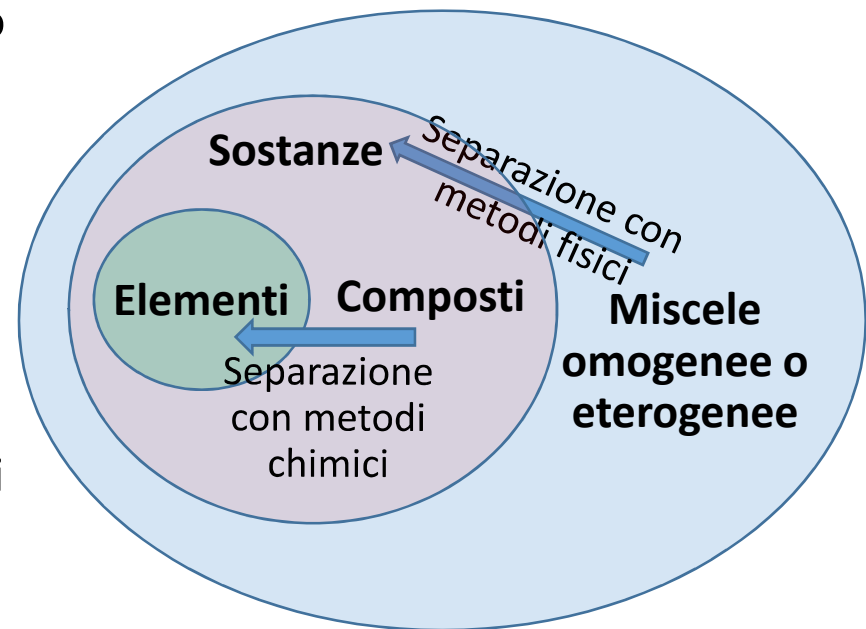 o
Sostanze
Separazione con
metodi fisici
Elementi
Composti
Miscele
omogenee o
eterogenee
Separazione
con metodi
chimici
i